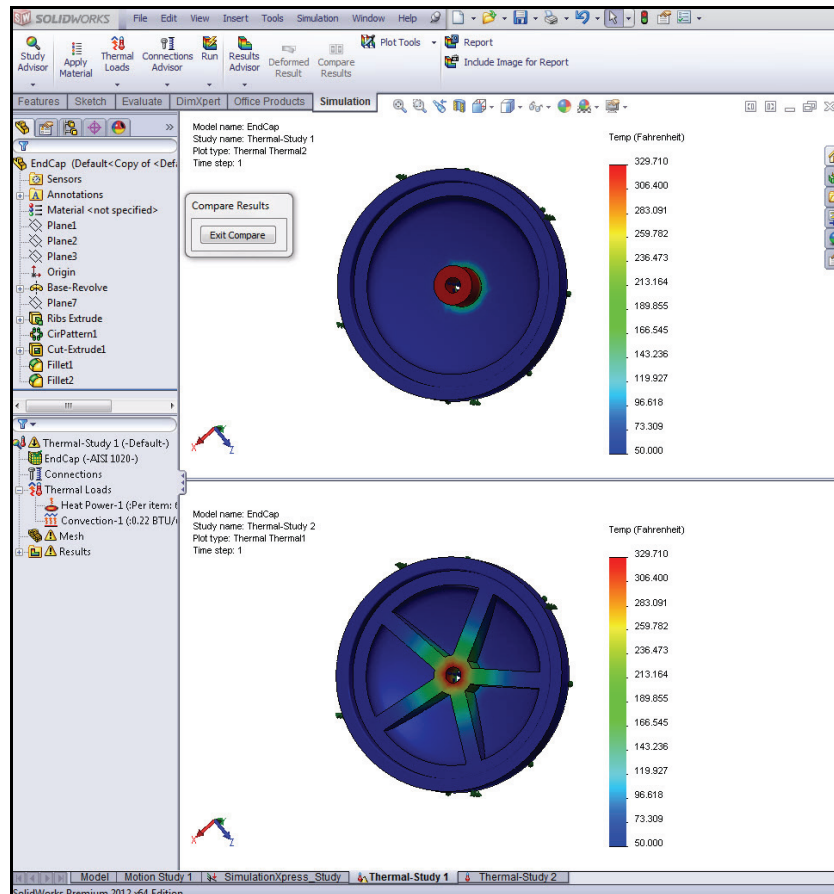 SOLIDWORKS File Edit View Insert Tools Simulation Window Help
Study Advisor
Apply Material
Thermal Loads
Connections Advisor
Run
Results Advisor
Deformed Result
Compare Results
Plot Tools
Report
Include Image for Report
Features Sketch Evaluate DimXpert Office Products Simulation
EndCap (Default<Copy of <Defa
Sensors
Annotations
Material <not specified>
Plane1
Plane2
Plane3
Origin
Base-Revolve
Plane7
Ribs Extrude
CirPattern1
Cut-Extrude1
Fillet1
Fillet2
Thermal-Study 1 (-Default-)
EndCap (-AISI 1020-)
Connections
Thermal Loads
Heat Power-1 (:Per item:
Convection-1 (:0.22 BTU/
Mesh
Results
Model name: EndCap
Study name: Thermal-Study 1
Plot type: Thermal Thermal2
Time step: 1
Compare Results
Exit Compare
Temp (Fahrenheit)
329.710
306.400
283.091
259.782
236.473
213.164
189.855
166.545
143.236
119.927
96.618
73.309
50.000
Model name: EndCap
Study name: Thermal-Study 2
Plot type: Thermal Thermal1
Time step: 1
Temp (Fahrenheit)
329.710
306.400
283.091
259.782
236.473
213.164
189.855
166.545
143.236
119.927
96.618
73.309
50.000
X
Z
X
Z
Model Motion Study 1 SimulationXpress_Study Thermal-Study 1 Thermal-Study 2
SolidWorks Premium 2012 x64 Edition